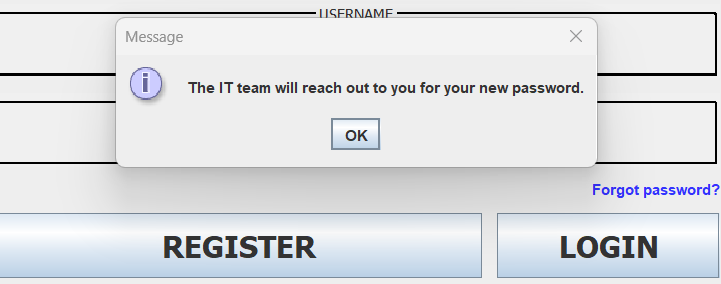 USERNAME
Message
i
The IT team will reach out to you for your new password.
OK
Forgot password?
REGISTER
LOGIN